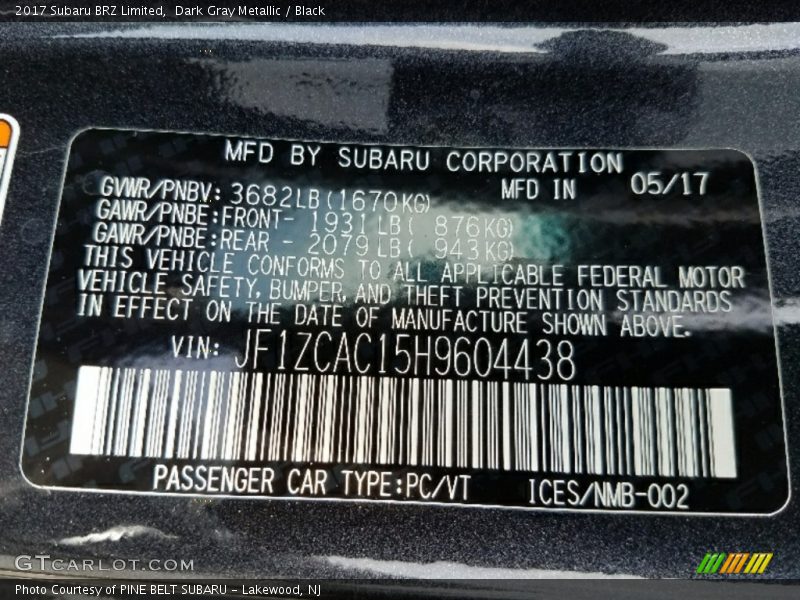 2017 Subaru BRZ Limited, Dark Gray Metallic / Black
MFD BY SUBARU CORPORATION
GVWR/PNBV: 3682LB(1670KG) MFD IN 05/17
GAWR/PNBE:FRONT- 1931LB( 876KG)
GAWR/PNBE:REAR - 2079LB( 943KG)
THIS VEHICLE CONFORMS TO ALL APPLICABLE FEDERAL MOTOR
VEHICLE SAFETY, BUMPER, AND THEFT PREVENTION STANDARDS
IN EFFECT ON THE DATE OF MANUFACTURE SHOWN ABOVE.
VIN: JF1ZCAC15H9604438
PASSENGER CAR TYPE:PC/VT ICES/NMB-002
GTCARLOT.COM
Photo Courtesy of PINE BELT SUBARU - Lakewood, NJ